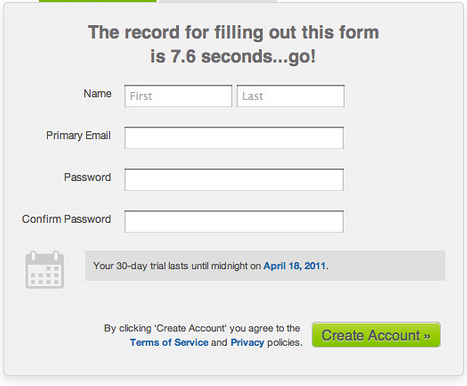 The record for filling out this form
is 7.6 seconds...go!
Name
First
Last
Primary Email
Password
Confirm Password
Your 30-day trial lasts until midnight on April 18, 2011.
By clicking 'Create Account' you agree to the
Terms of Service and Privacy policies.
Create Account »